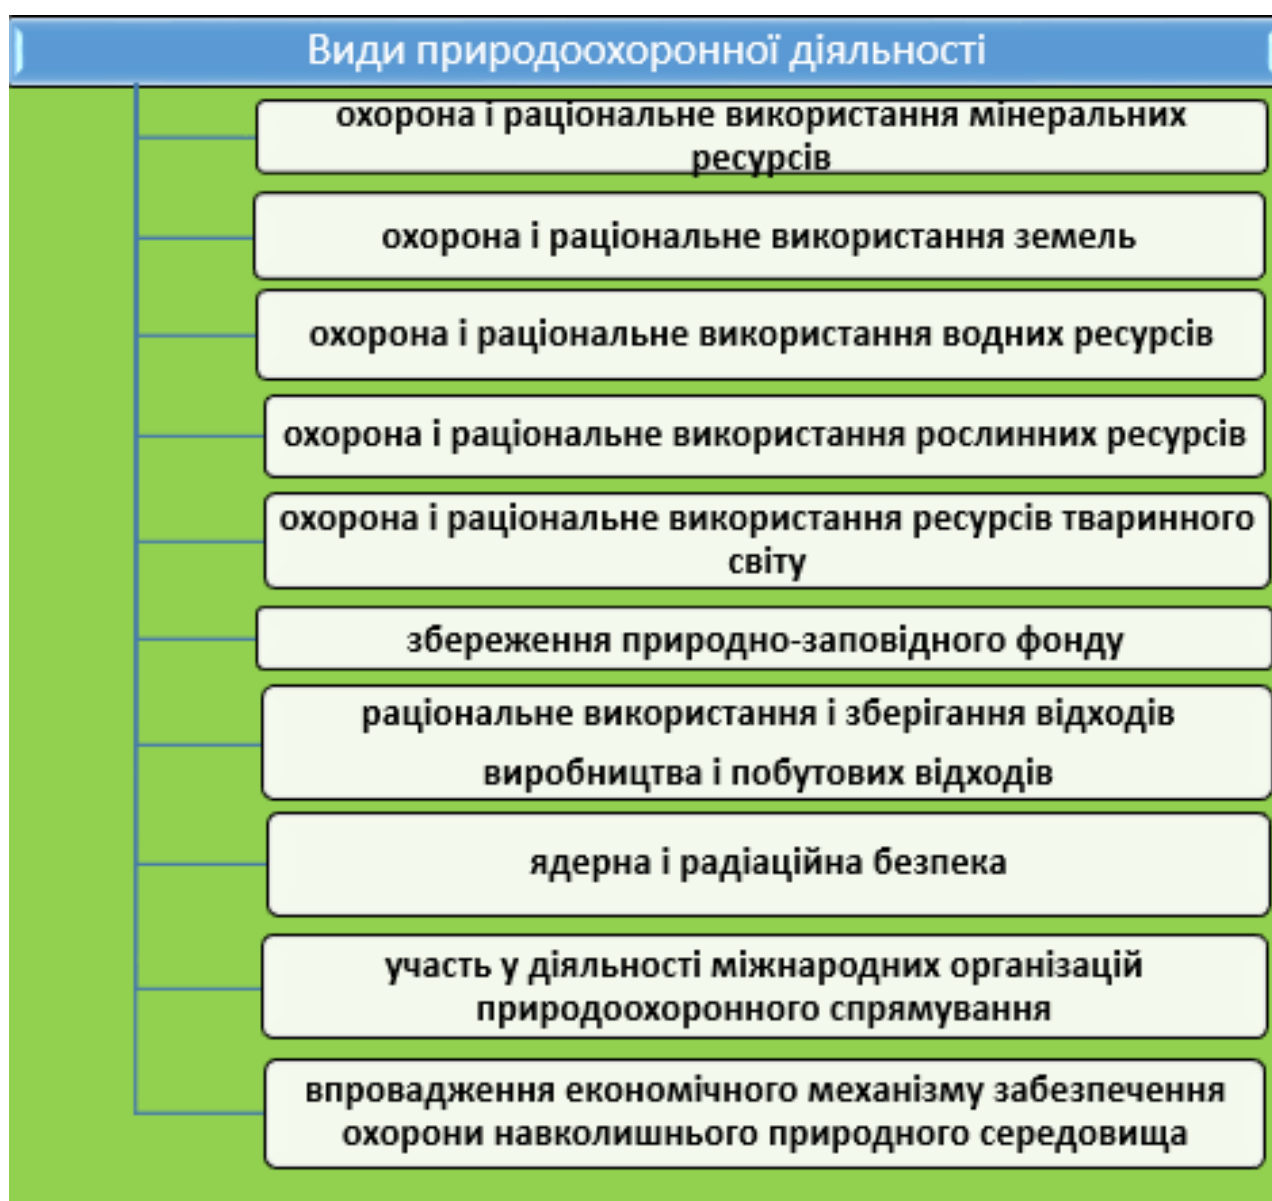 Види природоохоронної діяльності
охорона і раціональне використання мінеральних
ресурсів
охорона і раціональне використання земель
охорона і раціональне використання водних ресурсів
охорона і раціональне використання рослинних ресурсів
охорона і раціональне використання ресурсів тваринного
світу
збереження природно-заповідного фонду
раціональне використання і зберігання відходів
виробництва і побутових відходів
ядерна і радіаційна безпека
участь у діяльності міжнародних організацій
природоохоронного спрямування
впровадження економічного механізму забезпечення
охорони навколишнього природного середовища